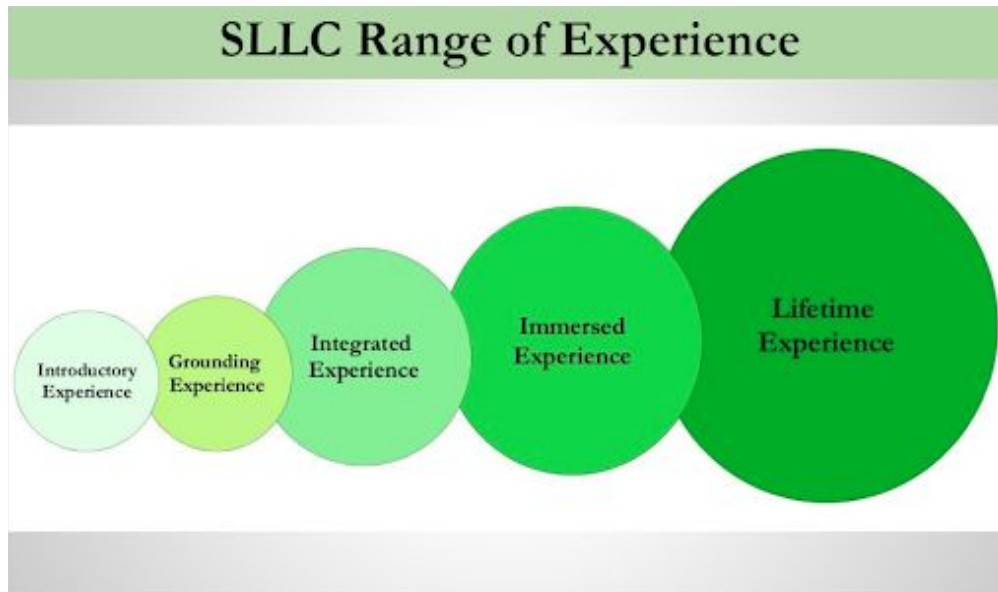 SLLC Range of Experience
Introductory
Experience
Grounding
Experience
Integrated
Experience
Immersed
Experience
Lifetime
Experience